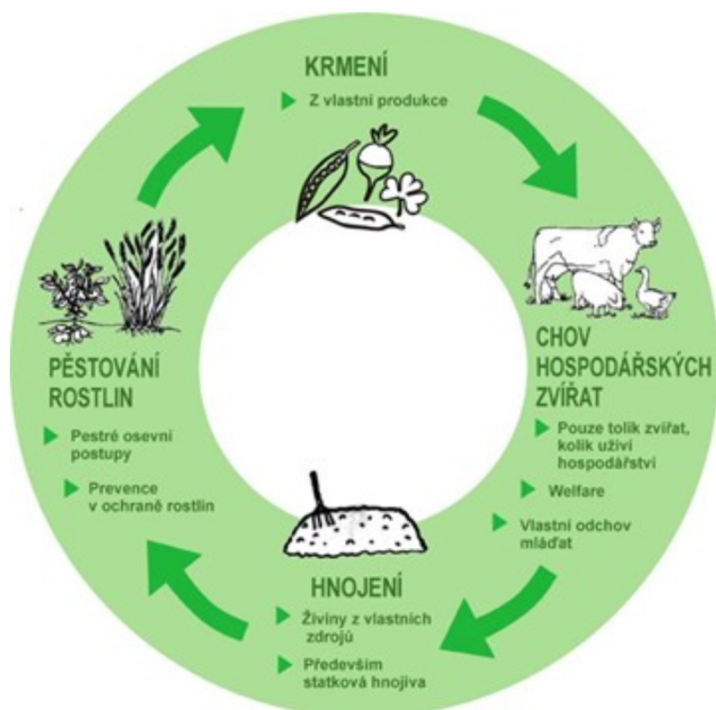 KRMENÍ
Z vlastní produkce
CHOV
HOSPODÁŘSKÝCH
ZVÍŘAT
Pouze tolik zvířat,
kolik uživí
hospodářství
Welfare
Vlastní odchov
mláďat
HNOJENÍ
Živiny z vlastních
zdrojů
Především
statková hnojiva
PĚSTOVÁNÍ
ROSTLIN
Pestré osevní
postupy
Prevence
v ochraně rostlin